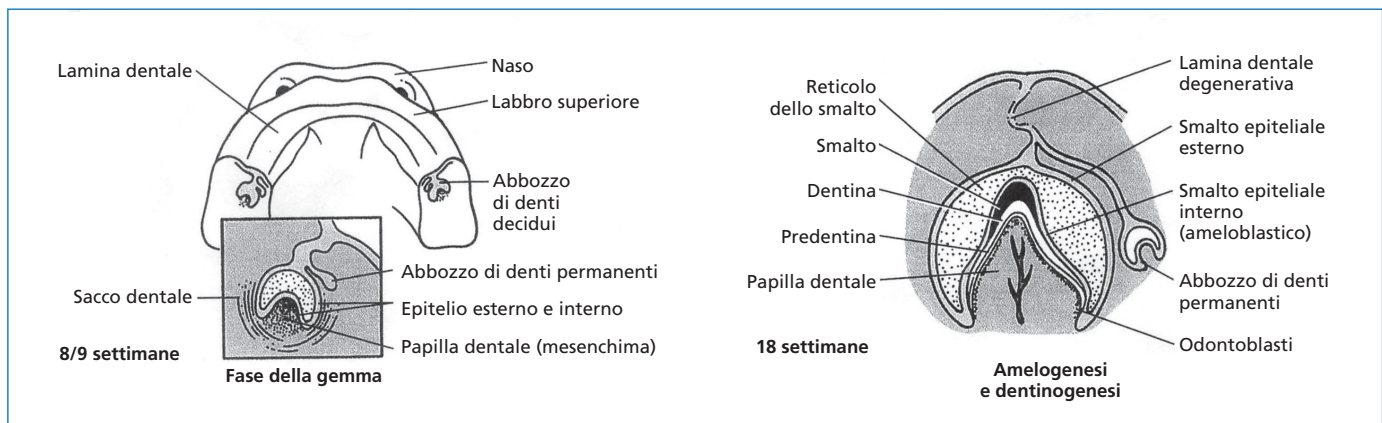 Lamina dentale
Naso
Labbro superiore
Abbozzo
di denti
decidui
Abbozzo di denti permanenti
Sacco dentale
Epitelio esterno e interno
Papilla dentale (mesenchima)
8/9 settimane
Fase della gemma
Reticolo
dello smalto
Smalto
Dentina
Predentina
Papilla dentale
18 settimane
Lamina dentale
degenerativa
Smalto epiteliale
esterno
Smalto epiteliale
interno
(ameloblastico)
Abbozzo di denti
permanenti
Odontoblasti
Amelogenesi
e dentinogenesi